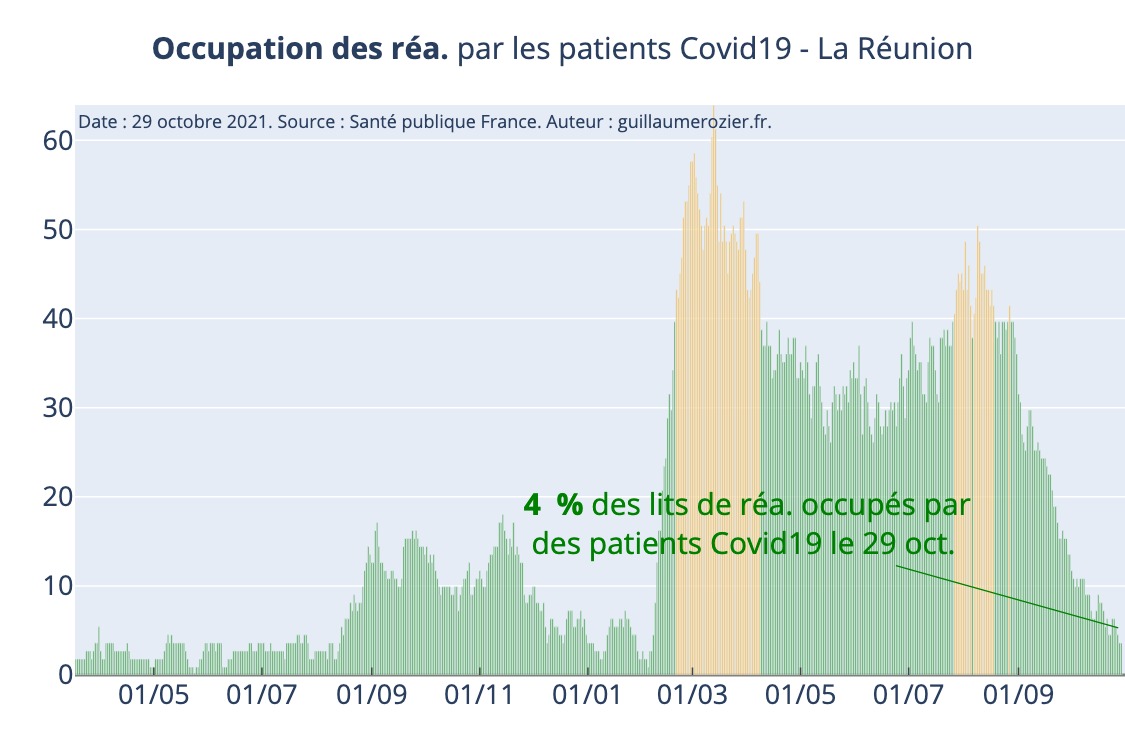 Occupation des réa. par les patients Covid19 - La Réunion
Date : 29 octobre 2021. Source : Santé publique France. Auteur : guillaumerozier.fr.
60
50
40
30
20
10
0
4 % des lits de réa. occupés par
des patients Covid19 le 29 oct.
01/05 01/07 01/09 01/11 01/01 01/03 01/05 01/07 01/09